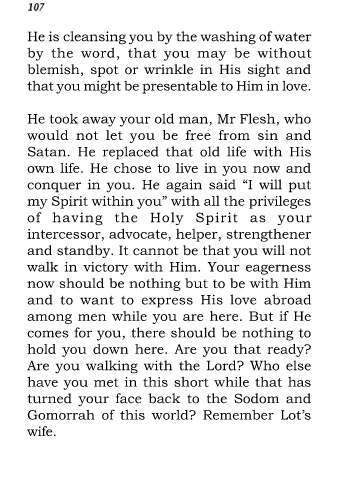 107
He is cleansing you by the washing of water
by the word, that you may be without
blemish, spot or wrinkle in His sight and
that you might be presentable to Him in love.
He took away your old man, Mr Flesh, who
would not let you be free from sin and
Satan. He replaced that old life with His
own life. He chose to live in you now and
conquer in you. He again said “I will put
my Spirit within you” with all the privileges
of having the Holy Spirit as your
intercessor, advocate, helper, strengthener
and standby. It cannot be that you will not
walk in victory with Him. Your eagerness
now should be nothing but to be with Him
and to want to express His love abroad
among men while you are here. But if He
comes for you, there should be nothing to
hold you down here. Are you that ready?
Are you walking with the Lord? Who else
have you met in this short while that has
turned your face back to the Sodom and
Gomorrah of this world? Remember Lot’s
wife.